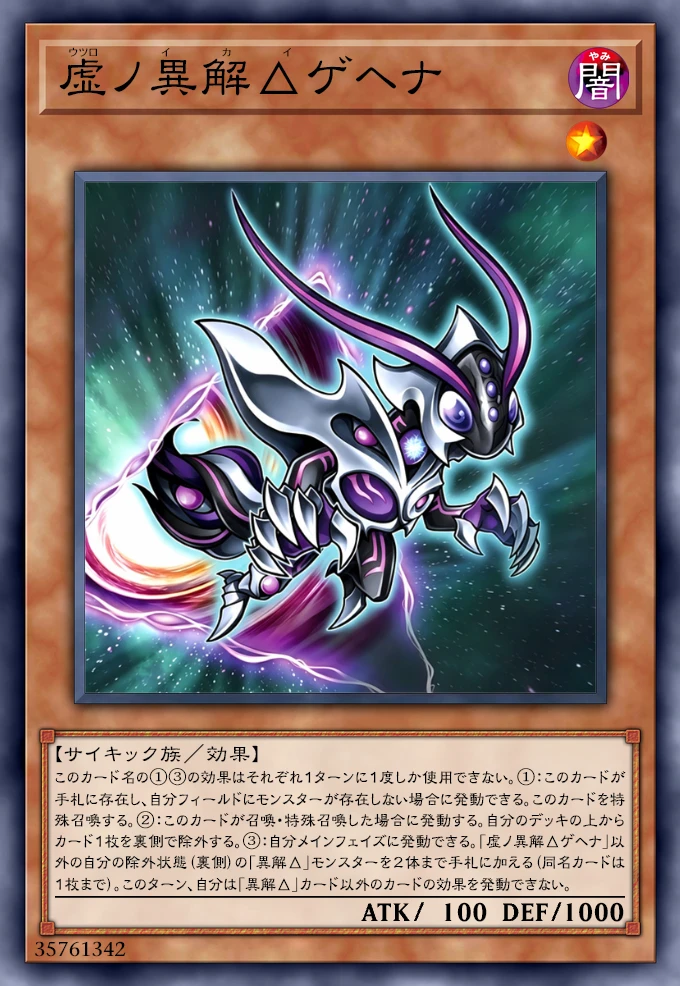 ウツロ イカイ
虚ノ異解△ゲヘナ
やみ
闇
【サイキック族／効果】
このカード名の①③の効果はそれぞれ1ターンに1度しか使用できない。①：このカードが
手札に存在し、自分フィールドにモンスターが存在しない場合に発動できる。このカードを特
殊召喚する。②：このカードが召喚・特殊召喚した場合に発動する。自分のデッキの上から
カード1枚を裏側で除外する。③：自分メインフェイズに発動できる。「虚ノ異解△ゲヘナ」以
外の自分の除外状態(裏側)の「異解△」モンスターを2体まで手札に加える(同名カードは
1枚まで)。このターン、自分は「異解△」カード以外のカードの効果を発動できない。
ATK/ 100 DEF/1000
35761342